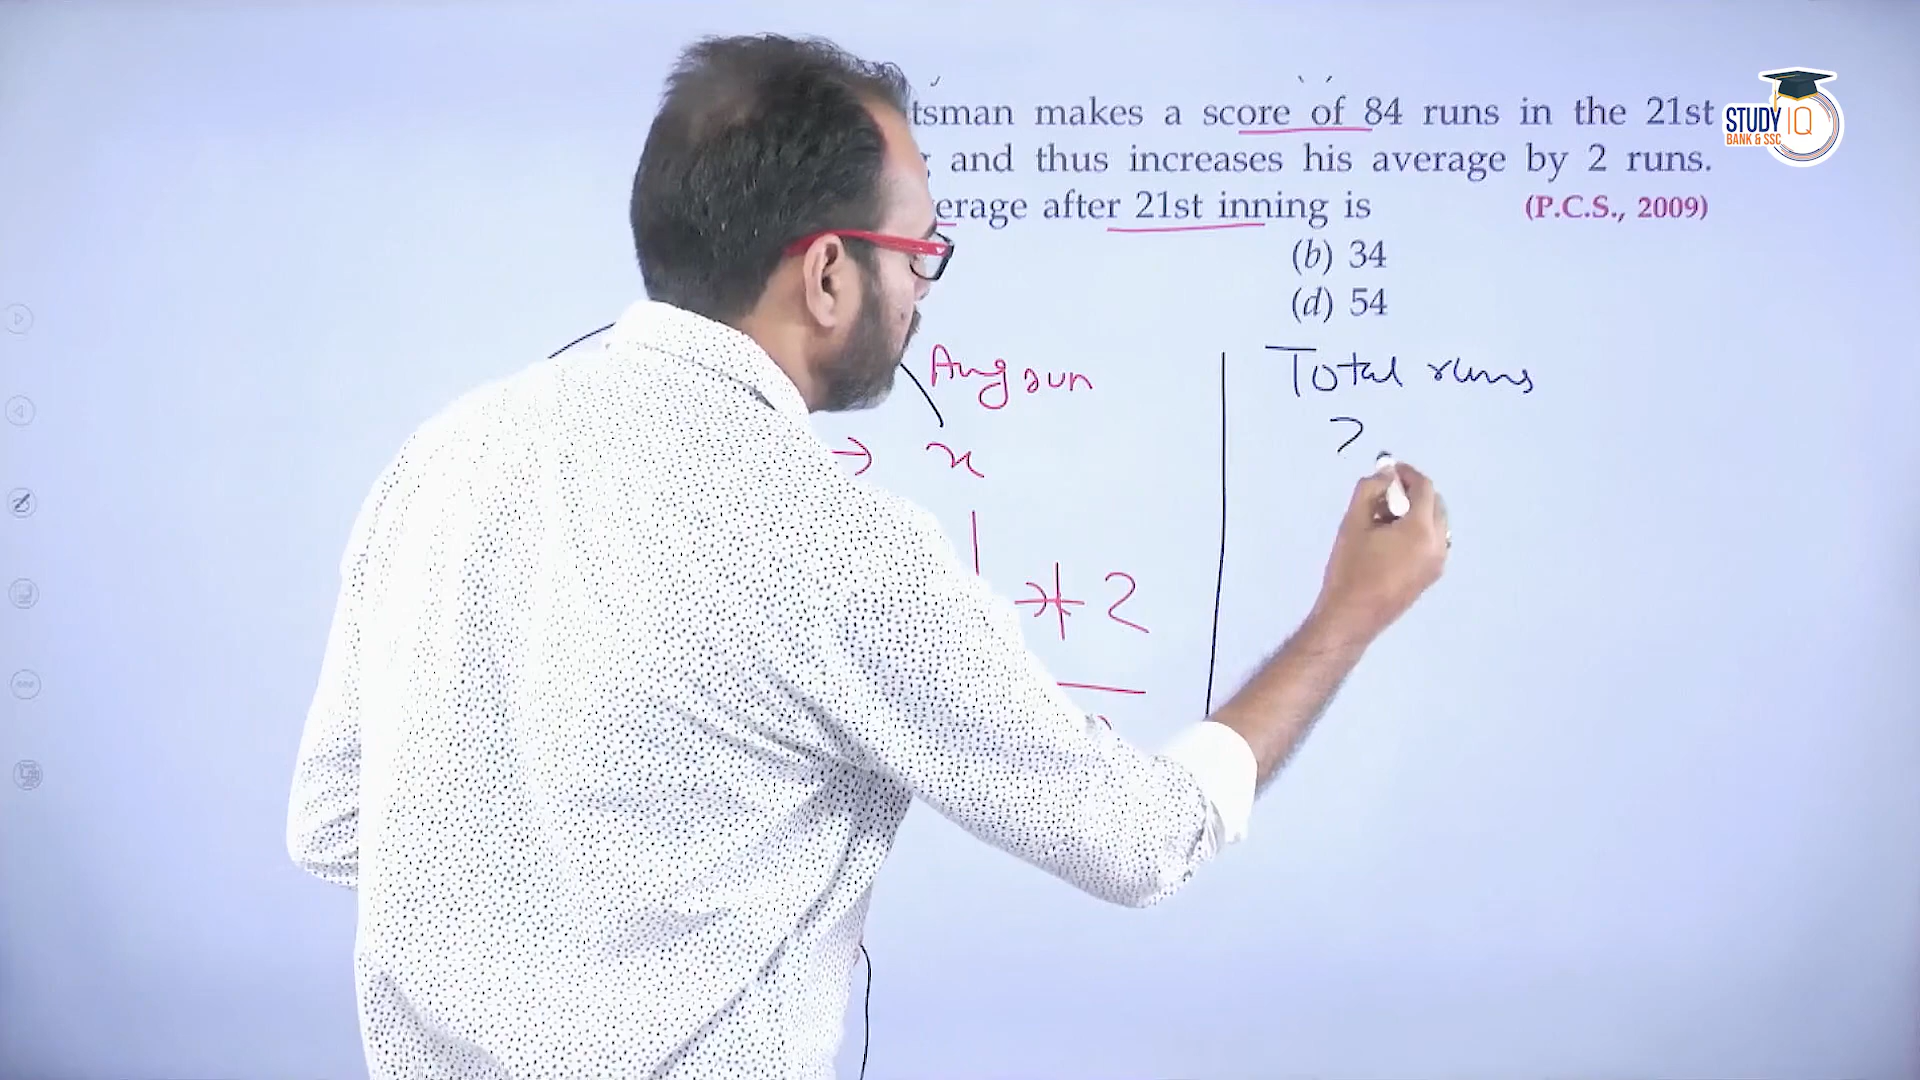 tsman makes a score of 84 runs in the 21st
and thus increases his average by 2 runs.
erage after 21st inning is (P.C.S., 2009)
(b) 34
(d) 54
STUDY IQ
BANK & SSC
Avg run
Total runs
→ x
2
+ 2